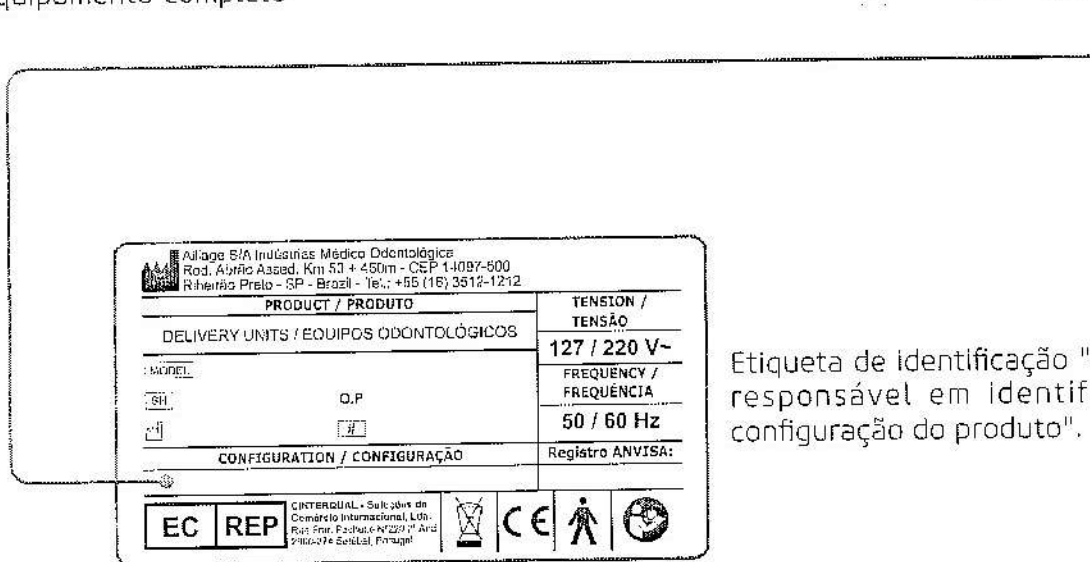 completo
Alliage S/A Indústrias Médico Odontológica
Rod. Abrão Assed, Km 53 + 450m - CEP 14097-500
Ribeirão Preto - SP - Brazil - Tel.: +55 (16) 3512-1212
PRODUCT / PRODUTO
DELIVERY UNITS / EQUIPOS ODONTOLÓGICOS
TENSION /
TENSÃO
127 / 220 V~
MODEL
FREQUENCY /
FREQUÊNCIA
SN O.P
#
50 / 60 Hz
CONFIGURATION / CONFIGURAÇÃO
Registro ANVISA:
EC REP
CINTERQUAL - Soluções de
Comércio Internacional, Lda.
Setúbal, Portugal
CE
Etiqueta de identificação "
responsável em identif
configuração do produto".